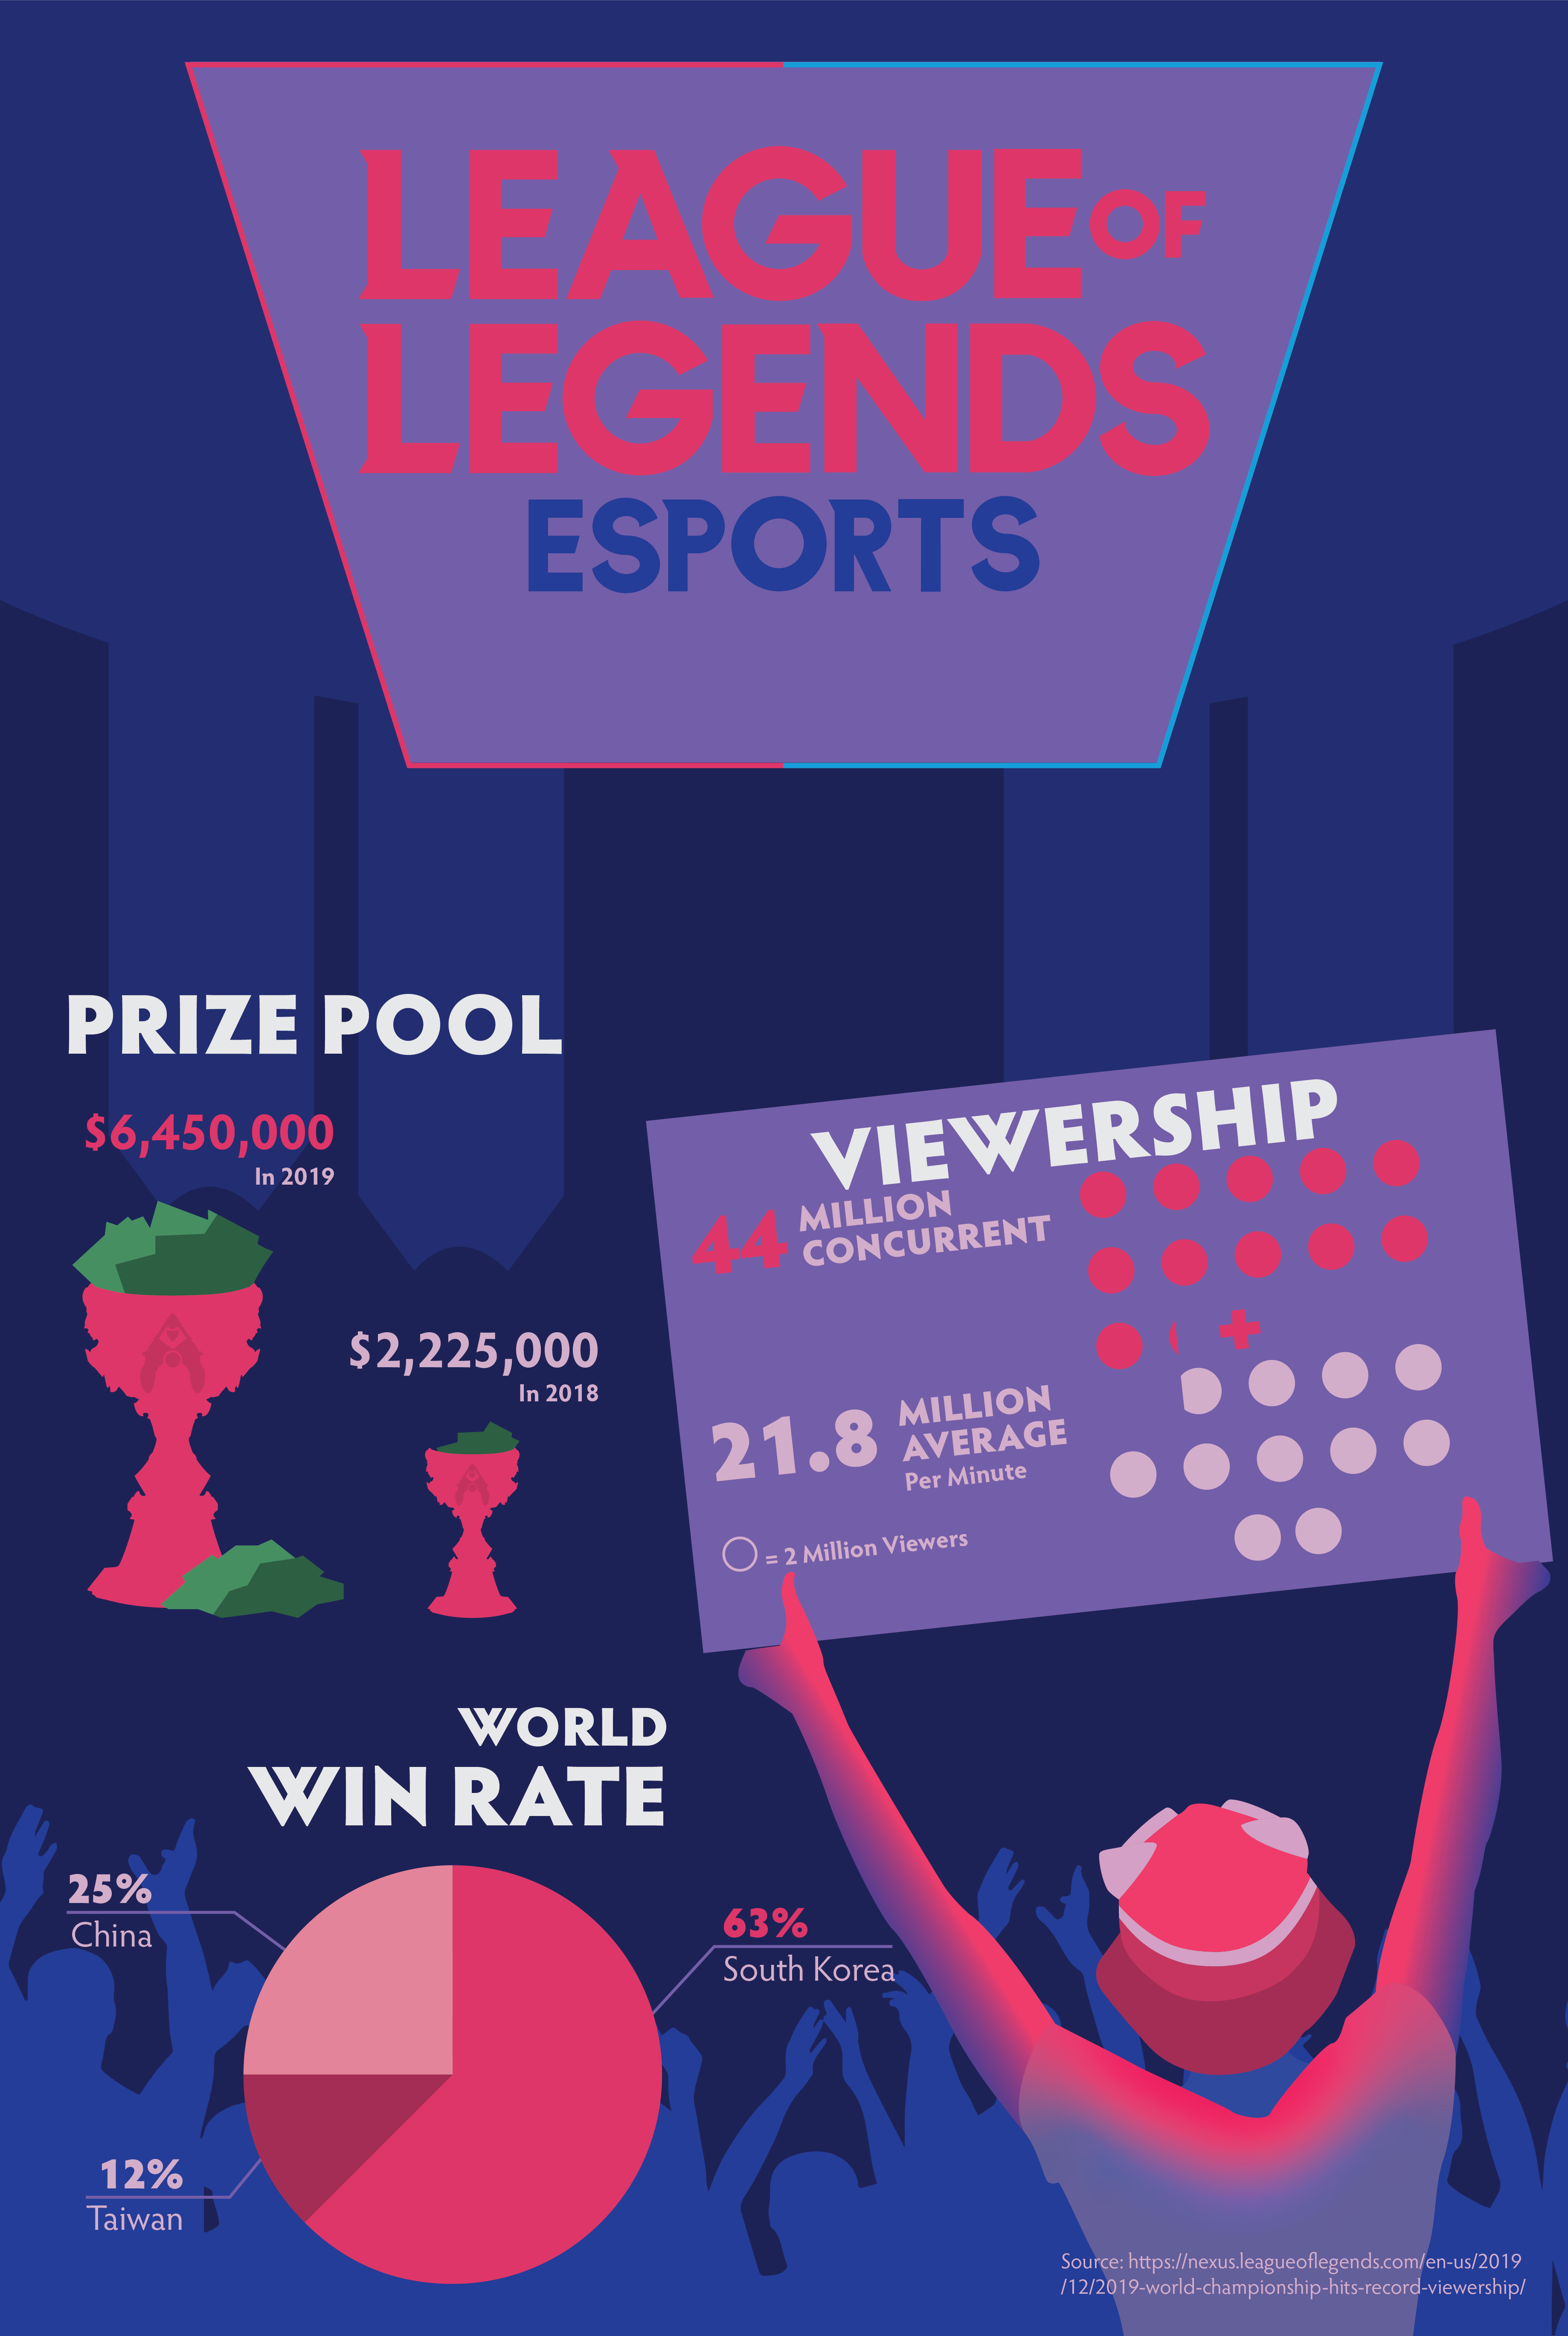 LEAGUE OF
LEGENDS
ESPORTS
PRIZE POOL
$6,450,000
In 2019
$2,225,000
In 2018
VIEWERSHIP
44 MILLION
CONCURRENT
+
21.8 MILLION
AVERAGE
Per Minute
= 2 Million Viewers
WORLD
WIN RATE
25%
China
63%
South Korea
12%
Taiwan
Source: https://nexus.leagueoflegends.com/en-us/2019
/12/2019-world-championship-hits-record-viewership/